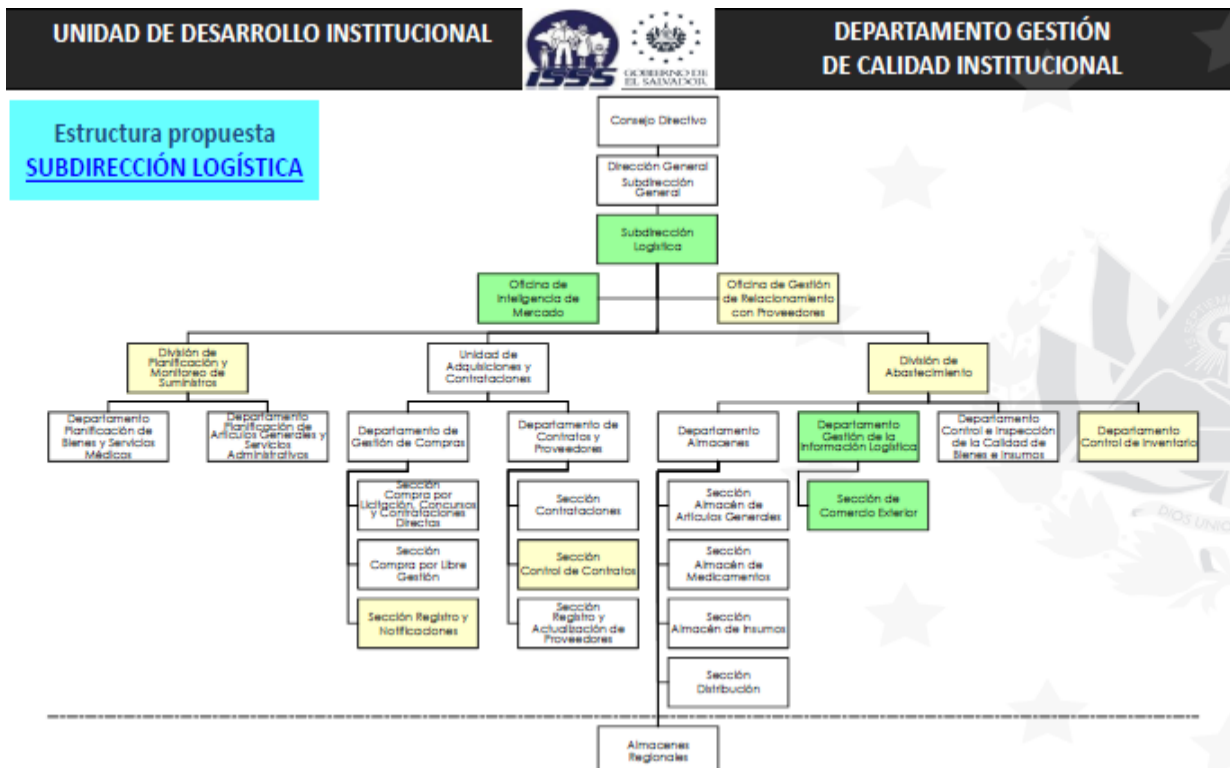 UNIDAD DE DESARROLLO INSTITUCIONAL
ISSS
GOBIERNO DE
EL SALVADOR
DEPARTAMENTO GESTIÓN
DE CALIDAD INSTITUCIONAL
Estructura propuesta
SUBDIRECCIÓN LOGÍSTICA
Consejo Directivo
Dirección General
Subdirección
General
Subdirección
Logística
Oficina de
Inteligencia de
Mercado
Oficina de Gestión
de Relacionamiento
con Proveedores
División de
Planificación y
Monitoreo de
Suministros
Unidad de
Adquisiciones y
Contrataciones
División de
Abastecimiento
Departamento
Planificación de
Bienes y Servicios
Médicos
Departamento
Planificación de
Artículos Generales y
Servicios
Administrativos
Departamento de
Gestión de Compras
Departamento de
Contratos y
Proveedores
Departamento
Almacenes
Departamento
Gestión de la
Información Logística
Departamento
Control e Inspección
de la Calidad de
Bienes e Insumos
Departamento
Control de Inventario
Sección
Compra por
Licitación, Concursos
y Contrataciones
Directas
Sección
Compra por Libre
Gestión
Sección Registro y
Notificaciones
Sección
Contrataciones
Sección
Control de Contratos
Sección
Registro y
Actualización de
Proveedores
Sección
Almacén de
Artículos Generales
Sección
Almacén de
Medicamentos
Sección
Almacén de Insumos
Sección
Distribución
Sección de
Comercio Exterior
Almacenes
Regionales
DIOS UNIÓ